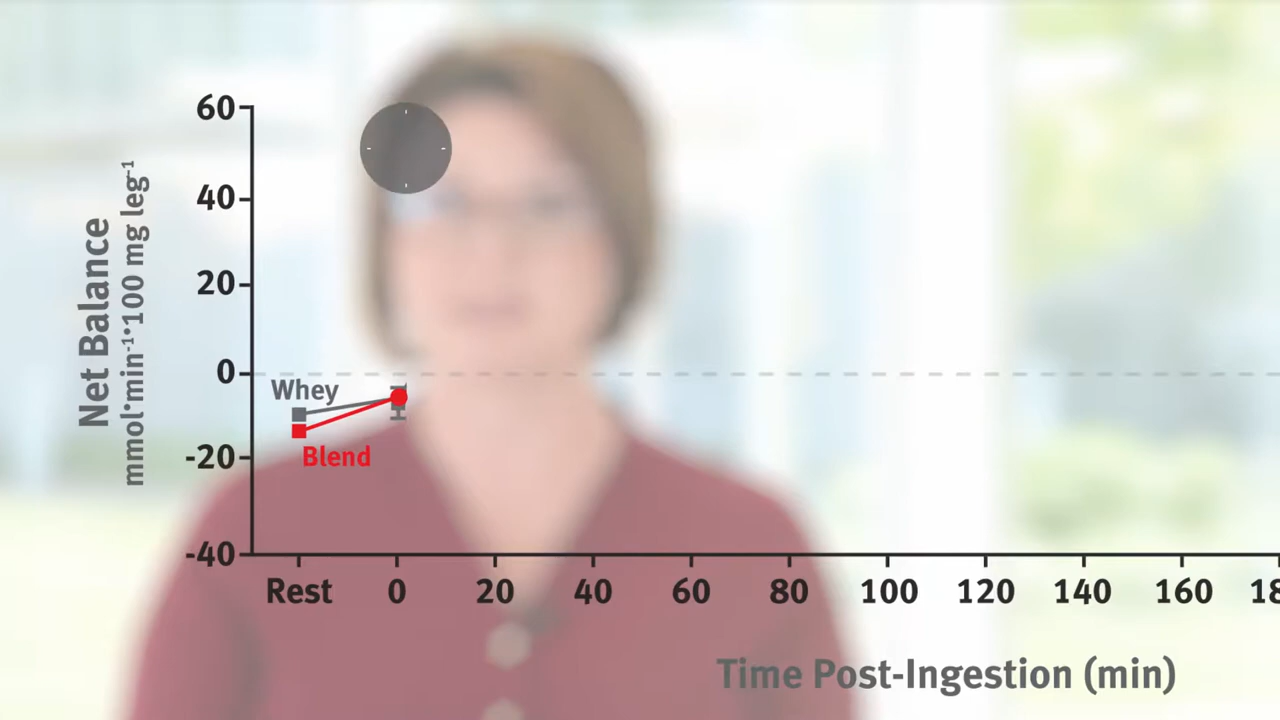 60
40
20
0
-20
-40
Net Balance
mmol•min-1•100 mg leg-1
Whey
Blend
Rest 0 20 40 60 80 100 120 140 160 18
Time Post-Ingestion (min)